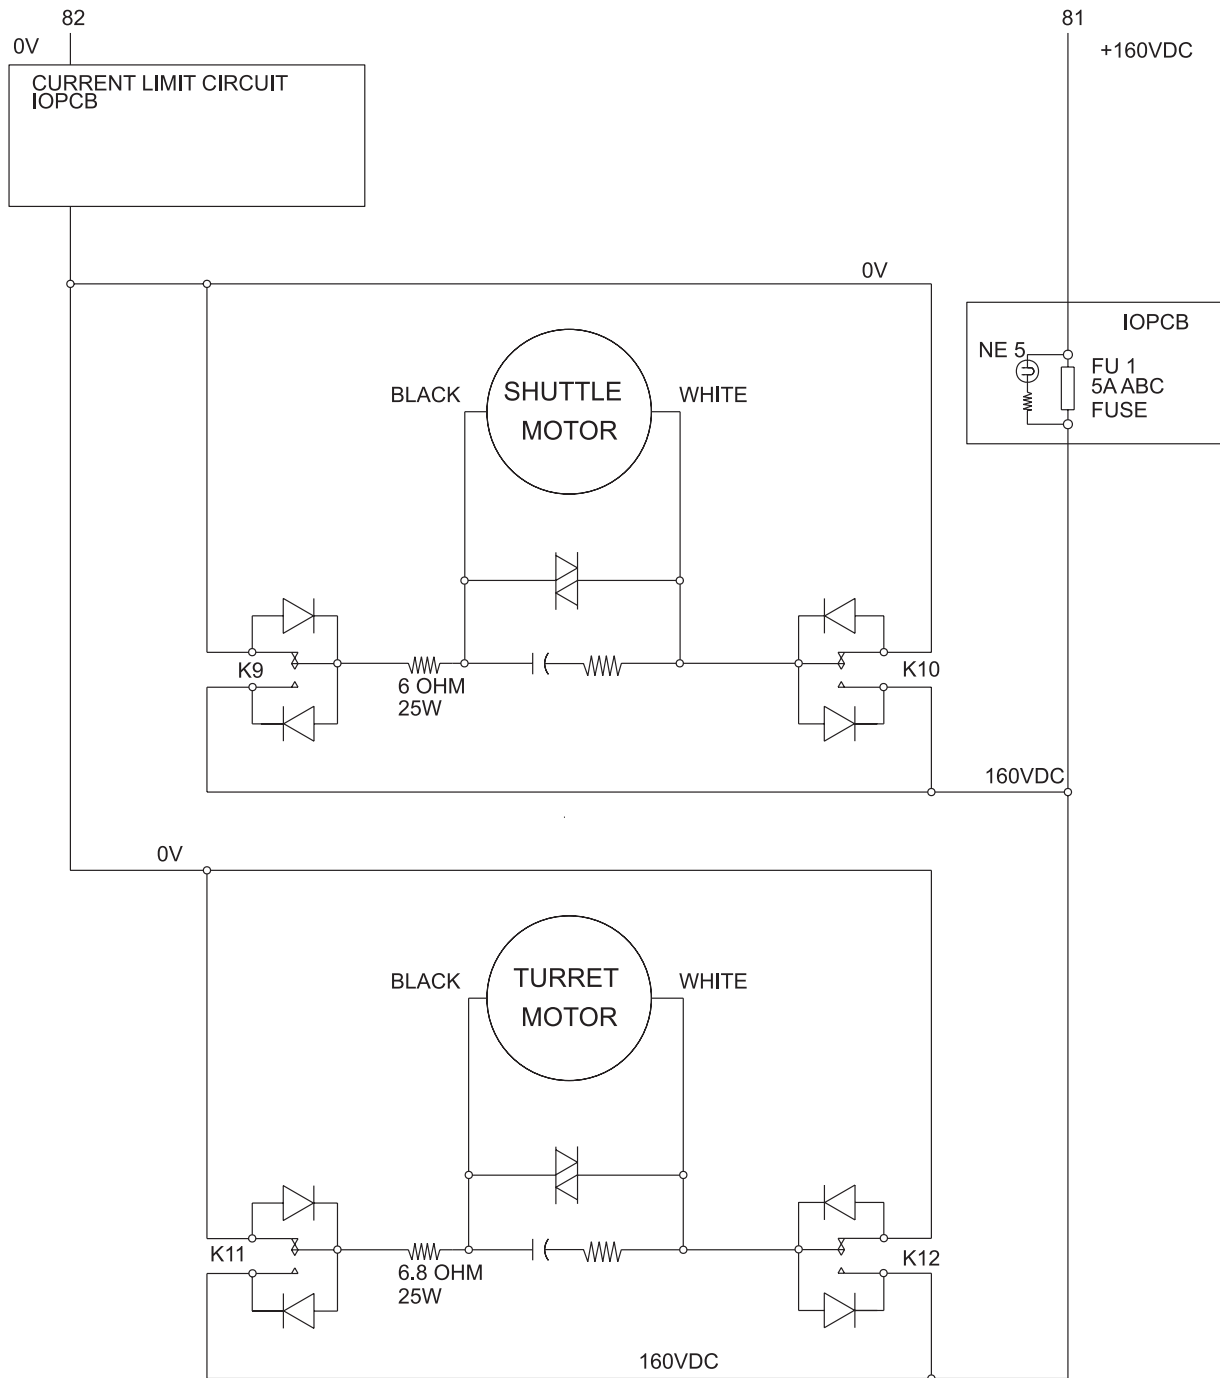 82
81
0V
+160VDC
CURRENT LIMIT CIRCUIT
IOPCB
0V
IOPCB
NE 5
FU 1
5A ABC
FUSE
BLACK
SHUTTLE
MOTOR
WHITE
K9
K10
6 OHM
25W
160VDC
0V
BLACK
TURRET
MOTOR
WHITE
K11
K12
6.8 OHM
25W
160VDC